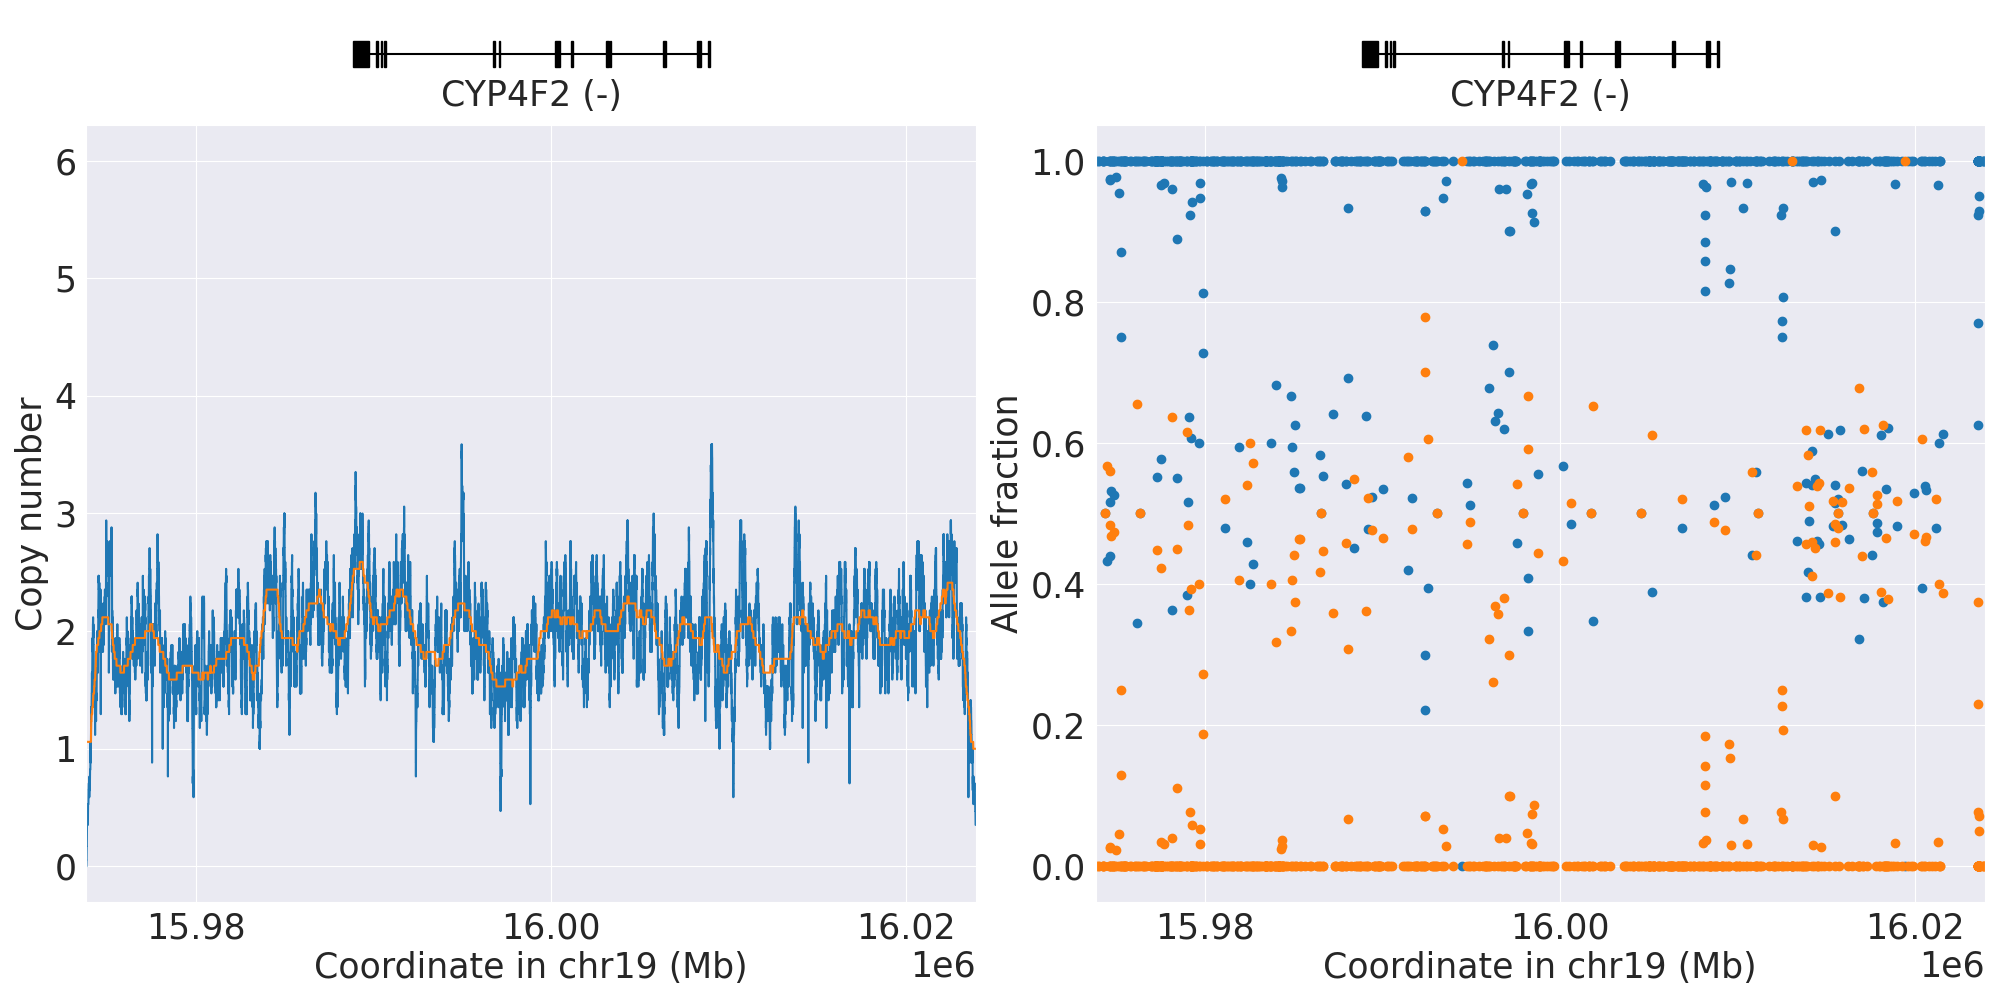 CYP4F2 (-)
6
5
4
3
2
1
0
Copy number
15.98
16.00
16.02
Coordinate in chr19 (Mb)
1e6
CYP4F2 (-)
1.0
0.8
0.6
0.4
0.2
0.0
Allele fraction
15.98
16.00
16.02
Coordinate in chr19 (Mb)
1e6